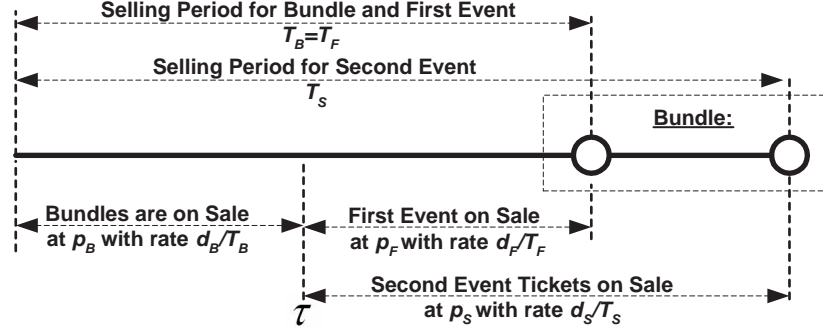 Selling Period for Bundle and First Event
T_B=T_F
Selling Period for Second Event
T_S
Bundle:
Bundles are on Sale
at p_B with rate d_B/T_B
First Event on Sale
at p_F with rate d_F/T_F
Second Event Tickets on Sale
at p_S with rate d_S/T_S
τ